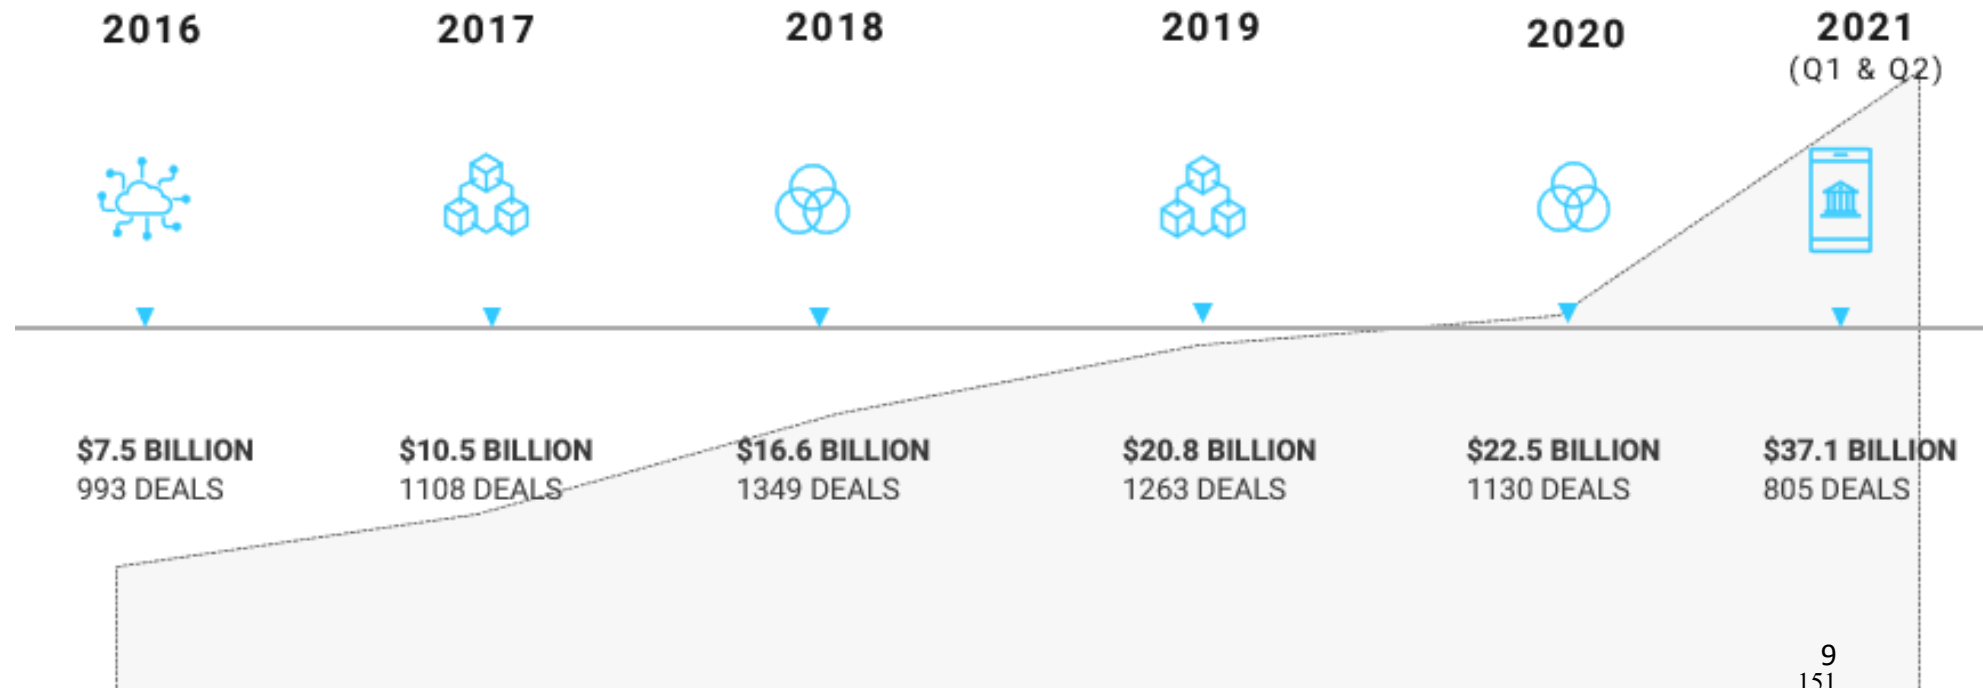 2016
2017
2018
2019
2020
2021
(Q1 & Q2)
$7.5 BILLION
993 DEALS
$10.5 BILLION
1108 DEALS
$16.6 BILLION
1349 DEALS
$20.8 BILLION
1263 DEALS
$22.5 BILLION
1130 DEALS
$37.1 BILLION
805 DEALS
9
151